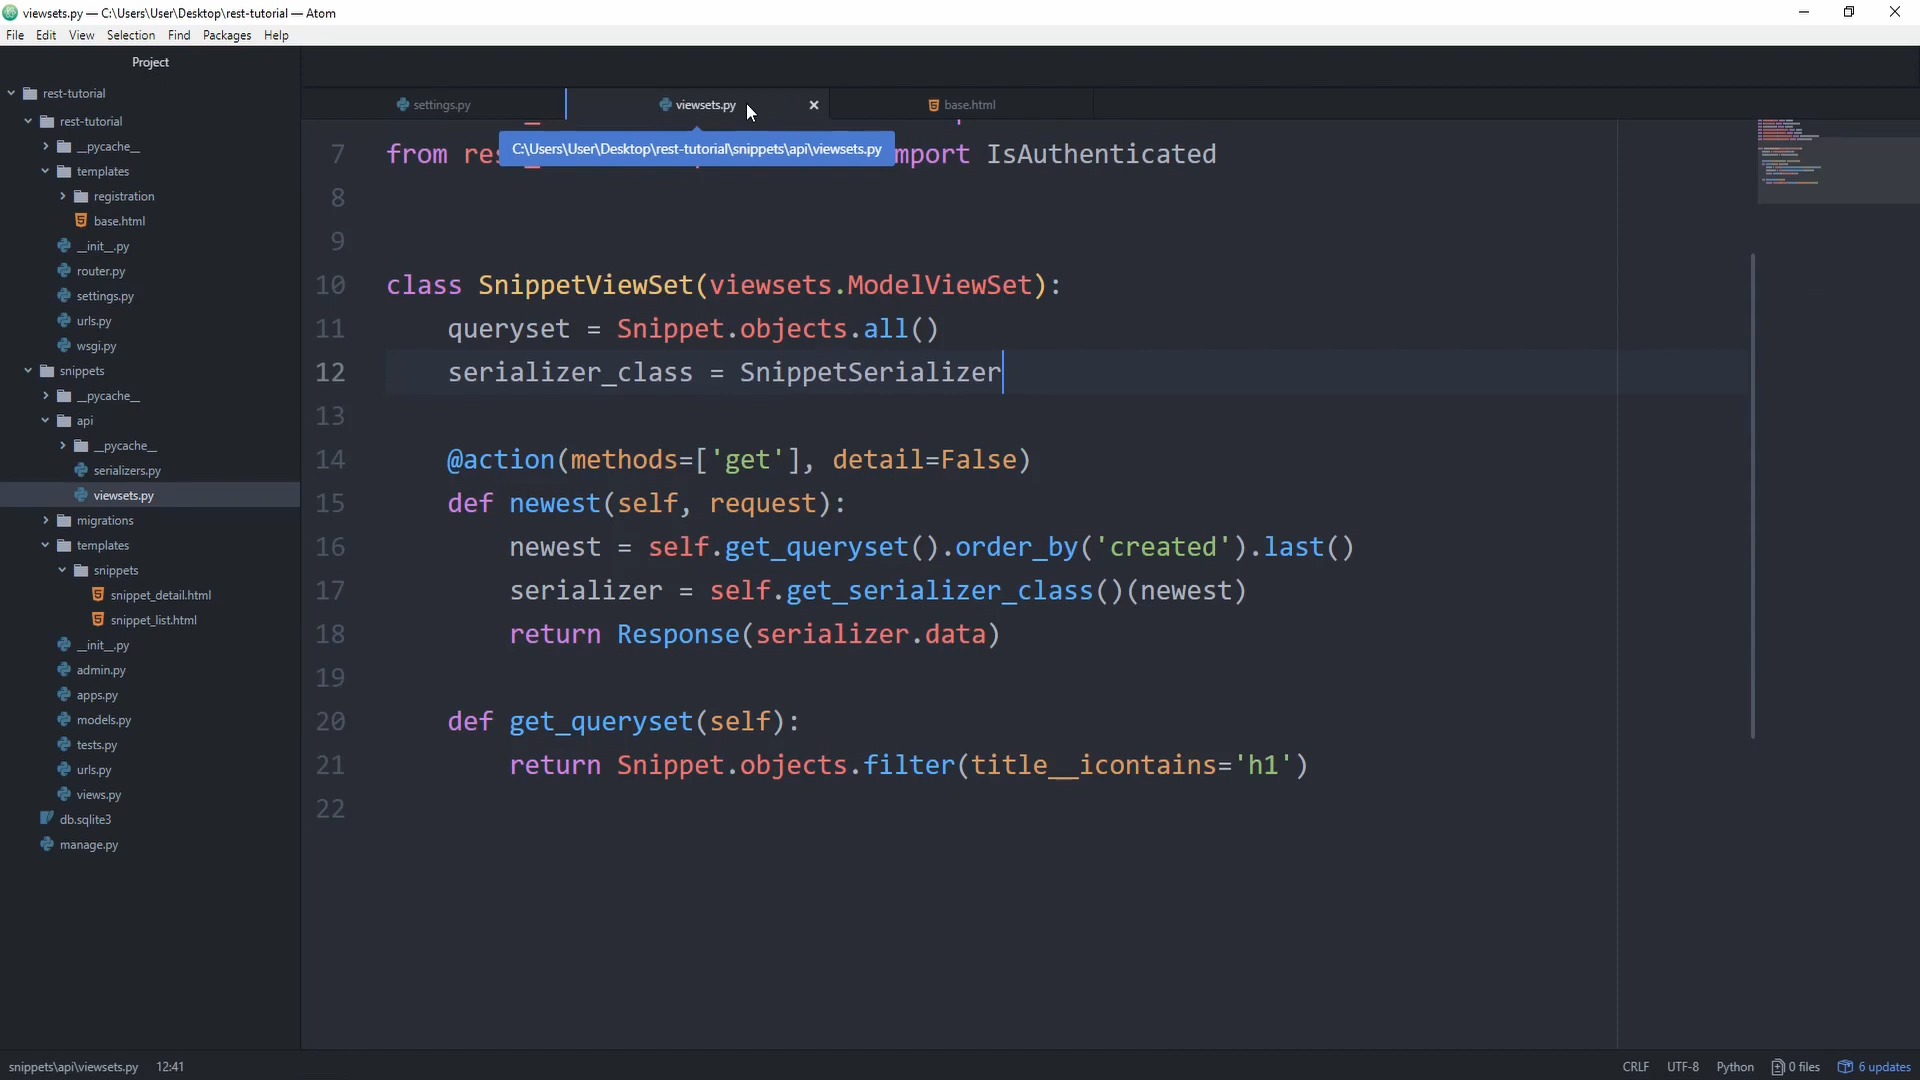 viewsets.py — C:\Users\User\Desktop\rest-tutorial — Atom
File Edit View Selection Find Packages Help
Project
rest-tutorial
rest-tutorial
__pycache__
templates
registration
base.html
__init__.py
router.py
settings.py
urls.py
wsgi.py
snippets
__pycache__
api
__pycache__
serializers.py
viewsets.py
migrations
templates
snippets
snippet_detail.html
snippet_list.html
__init__.py
admin.py
apps.py
models.py
tests.py
urls.py
views.py
db.sqlite3
manage.py
settings.py viewsets.py base.html
C:\Users\User\Desktop\rest-tutorial\snippets\api\viewsets.py
7 from IsAuthenticated
8
9
10 class SnippetViewSet(viewsets.ModelViewSet):
11 queryset = Snippet.objects.all()
12 serializer_class = SnippetSerializer
13
14 @action(methods=['get'], detail=False)
15 def newest(self, request):
16 newest = self.get_queryset().order_by('created').last()
17 serializer = self.get_serializer_class()(newest)
18 return Response(serializer.data)
19
20 def get_queryset(self):
21 return Snippet.objects.filter(title__icontains='h1')
22
snippets\api\viewsets.py 12:41 CRLF UTF-8 Python 0 files 6 updates